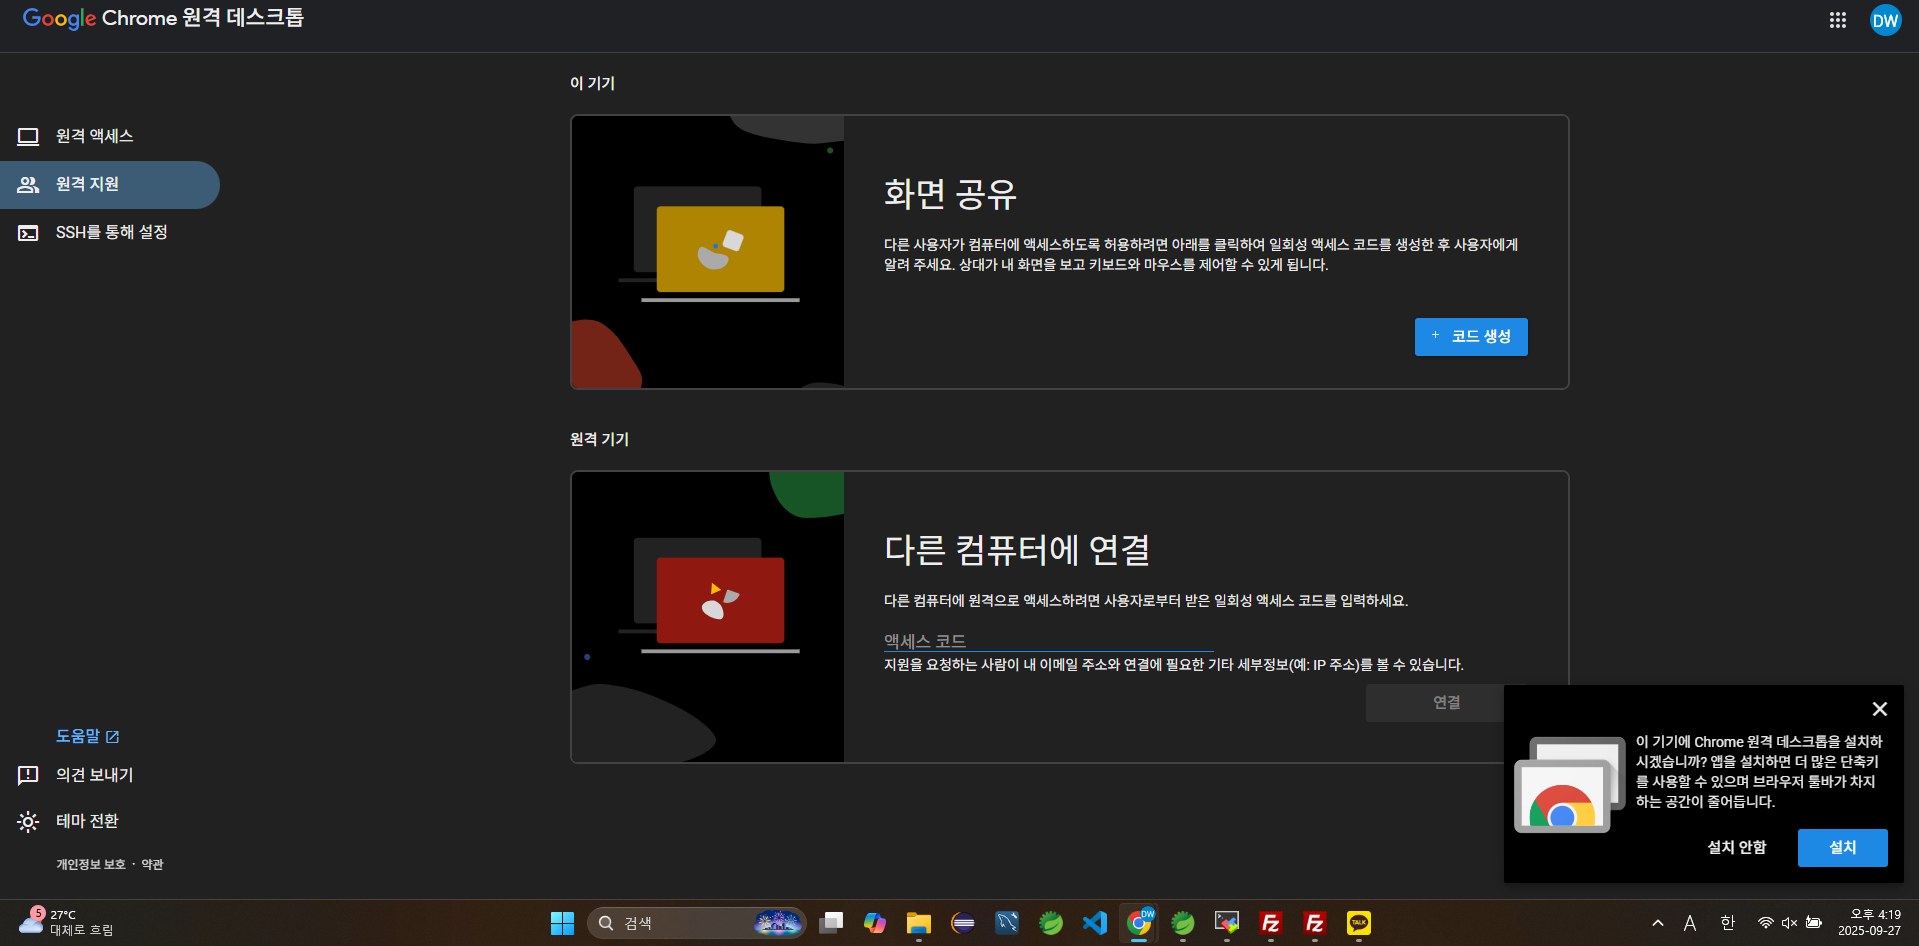 Google Chrome 원격 데스크톱
DW
원격 액세스
원격 지원
SSH를 통해 설정
이 기기
화면 공유
다른 사용자가 컴퓨터에 액세스하도록 허용하려면 아래를 클릭하여 일회성 액세스 코드를 생성한 후 사용자에게
알려 주세요. 상대가 내 화면을 보고 키보드와 마우스를 제어할 수 있게 됩니다.
+ 코드 생성
원격 기기
다른 컴퓨터에 연결
다른 컴퓨터에 원격으로 액세스하려면 사용자로부터 받은 일회성 액세스 코드를 입력하세요.
액세스 코드
지원을 요청하는 사람이 내 이메일 주소와 연결에 필요한 기타 세부정보(예: IP 주소)를 볼 수 있습니다.
연결
이 기기에 Chrome 원격 데스크톱을 설치하
시겠습니까? 앱을 설치하면 더 많은 단축키
를 사용할 수 있으며 브라우저 툴바가 차지
하는 공간이 줄어듭니다.
설치 안함
설치
도움말
의견 보내기
테마 전환
개인정보 보호 · 약관
5
27°C
대체로 흐림
검색
DW
Fz
Fz
TALK
A
한
오후 4:19
2025-09-27